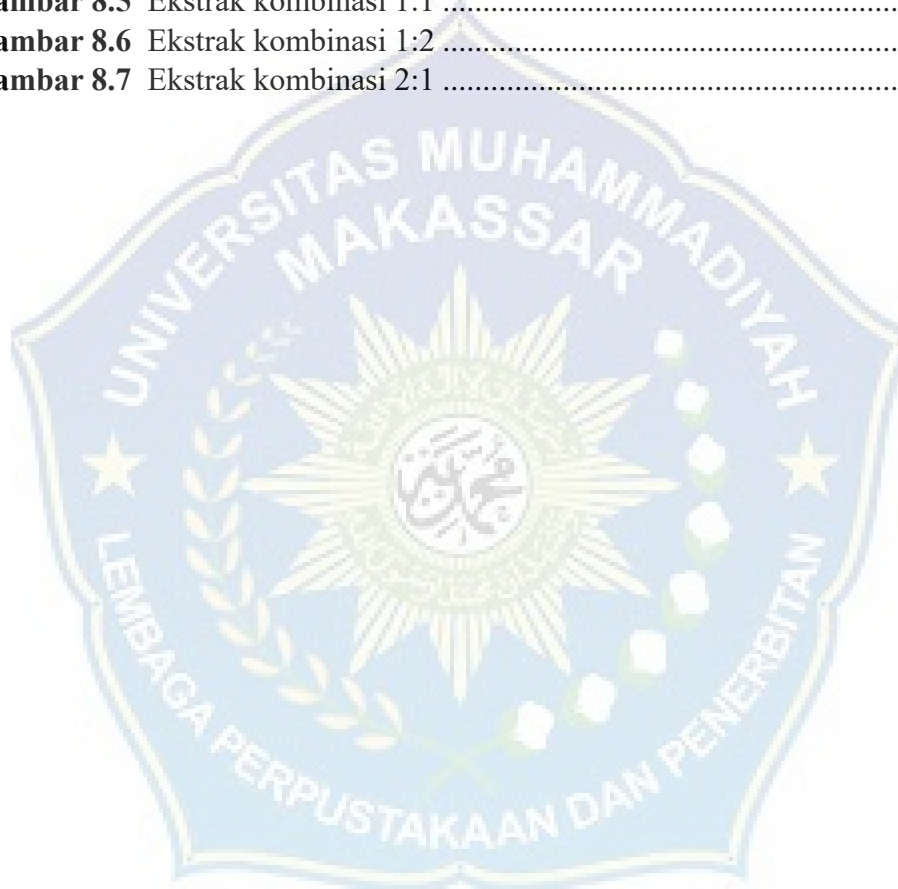 ambar 8.5 Ekstrak kombinasi 1:1 ...........................................................
ambar 8.6 Ekstrak kombinasi 1:2 ...........................................................
ambar 8.7 Ekstrak kombinasi 2:1 ...........................................................
UNIVERSITAS MUHAMMADIYAH
MAKASSAR
محمدية
LEMBAGA PERPUSTAKAAN DAN PENERBITAN